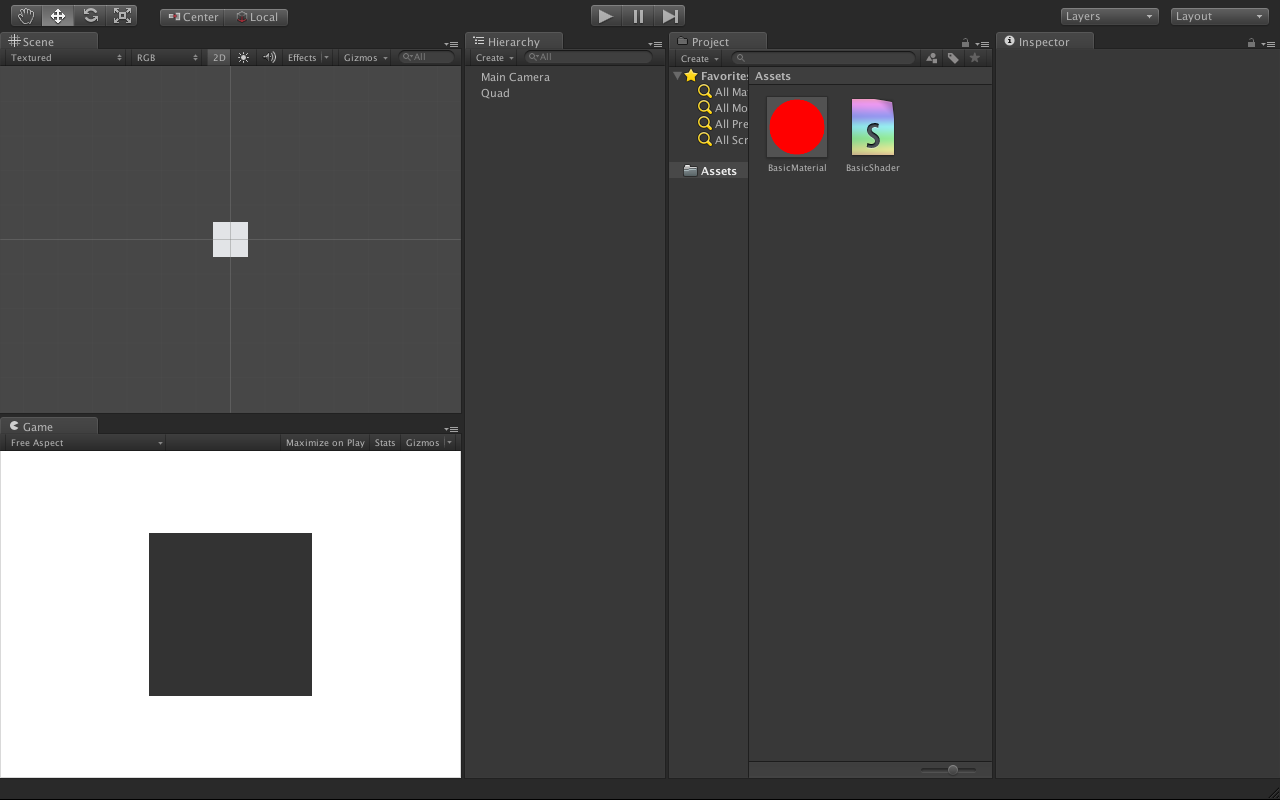 Center Local
Layers Layout
Scene
Textured RGB 2D Effects Gizmos All
Hierarchy
Create All
Main Camera
Quad
Project
Create
Favorites
All Ma
All Mo
All Pre
All Scr
Assets
Assets
S
BasicMaterial BasicShader
Inspector
Game
Free Aspect Maximize on Play Stats Gizmos